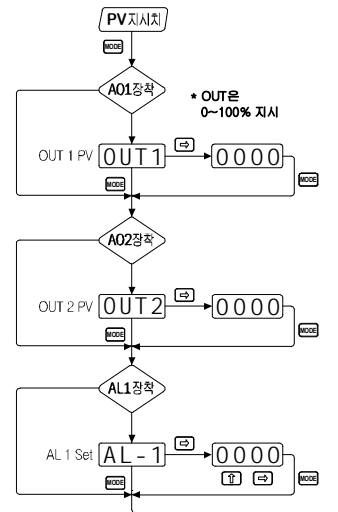 PV지시치
MODE
AO1장착
* OUT은
0~100% 지시
OUT 1 PV OUT1 ⇨ 0000
MODE MODE
AO2장착
OUT 2 PV OUT2 ⇨ 0000
MODE MODE
AL1장착
AL 1 Set AL-1 ⇨ 0000
MODE ⇧ ⇨ MODE